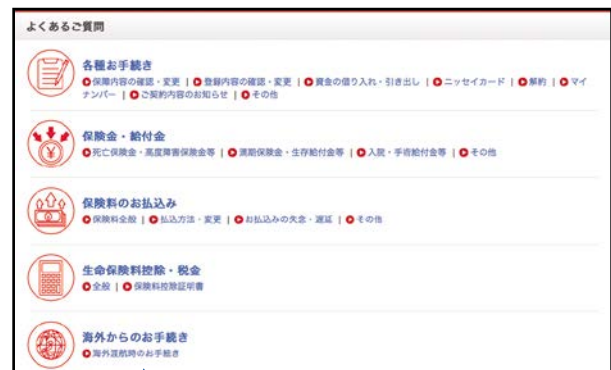 よくあるご質問
各種お手続き
保障内容の確認・変更 | 登録内容の確認・変更 | 資金の借り入れ・引き出し | ニッセイカード | 解約 | マイ
ナンバー | ご契約内容のお知らせ | その他
保険金・給付金
死亡保険金・高度障害保険金等 | 満期保険金・生存給付金等 | 入院・手術給付金等 | その他
保険料のお払込み
保険料全般 | 払込方法・変更 | お払込みの失念・遅延 | その他
生命保険料控除・税金
全般 | 保険料控除証明書
海外からのお手続き
海外渡航時のお手続き